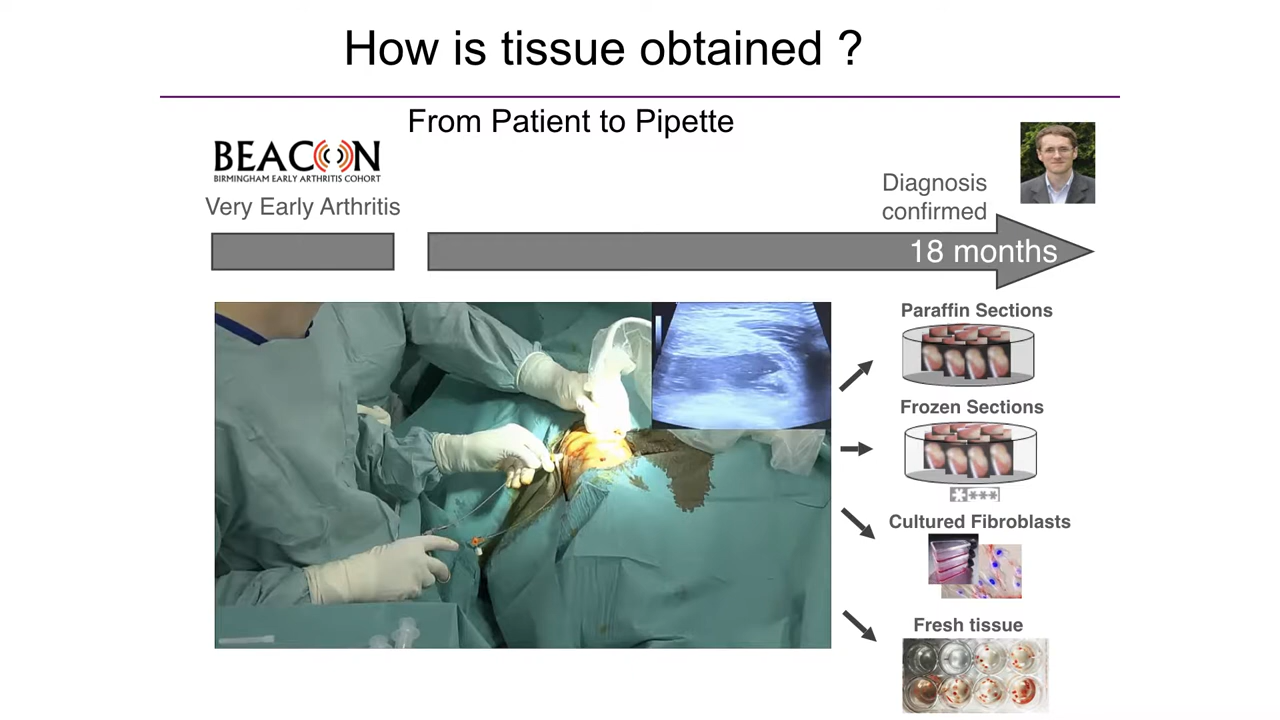 How is tissue obtained ?
From Patient to Pipette
BEACON
BIRMINGHAM EARLY ARTHRITIS COHORT
Very Early Arthritis
Diagnosis
confirmed
18 months
Paraffin Sections
Frozen Sections
****
Cultured Fibroblasts
Fresh tissue